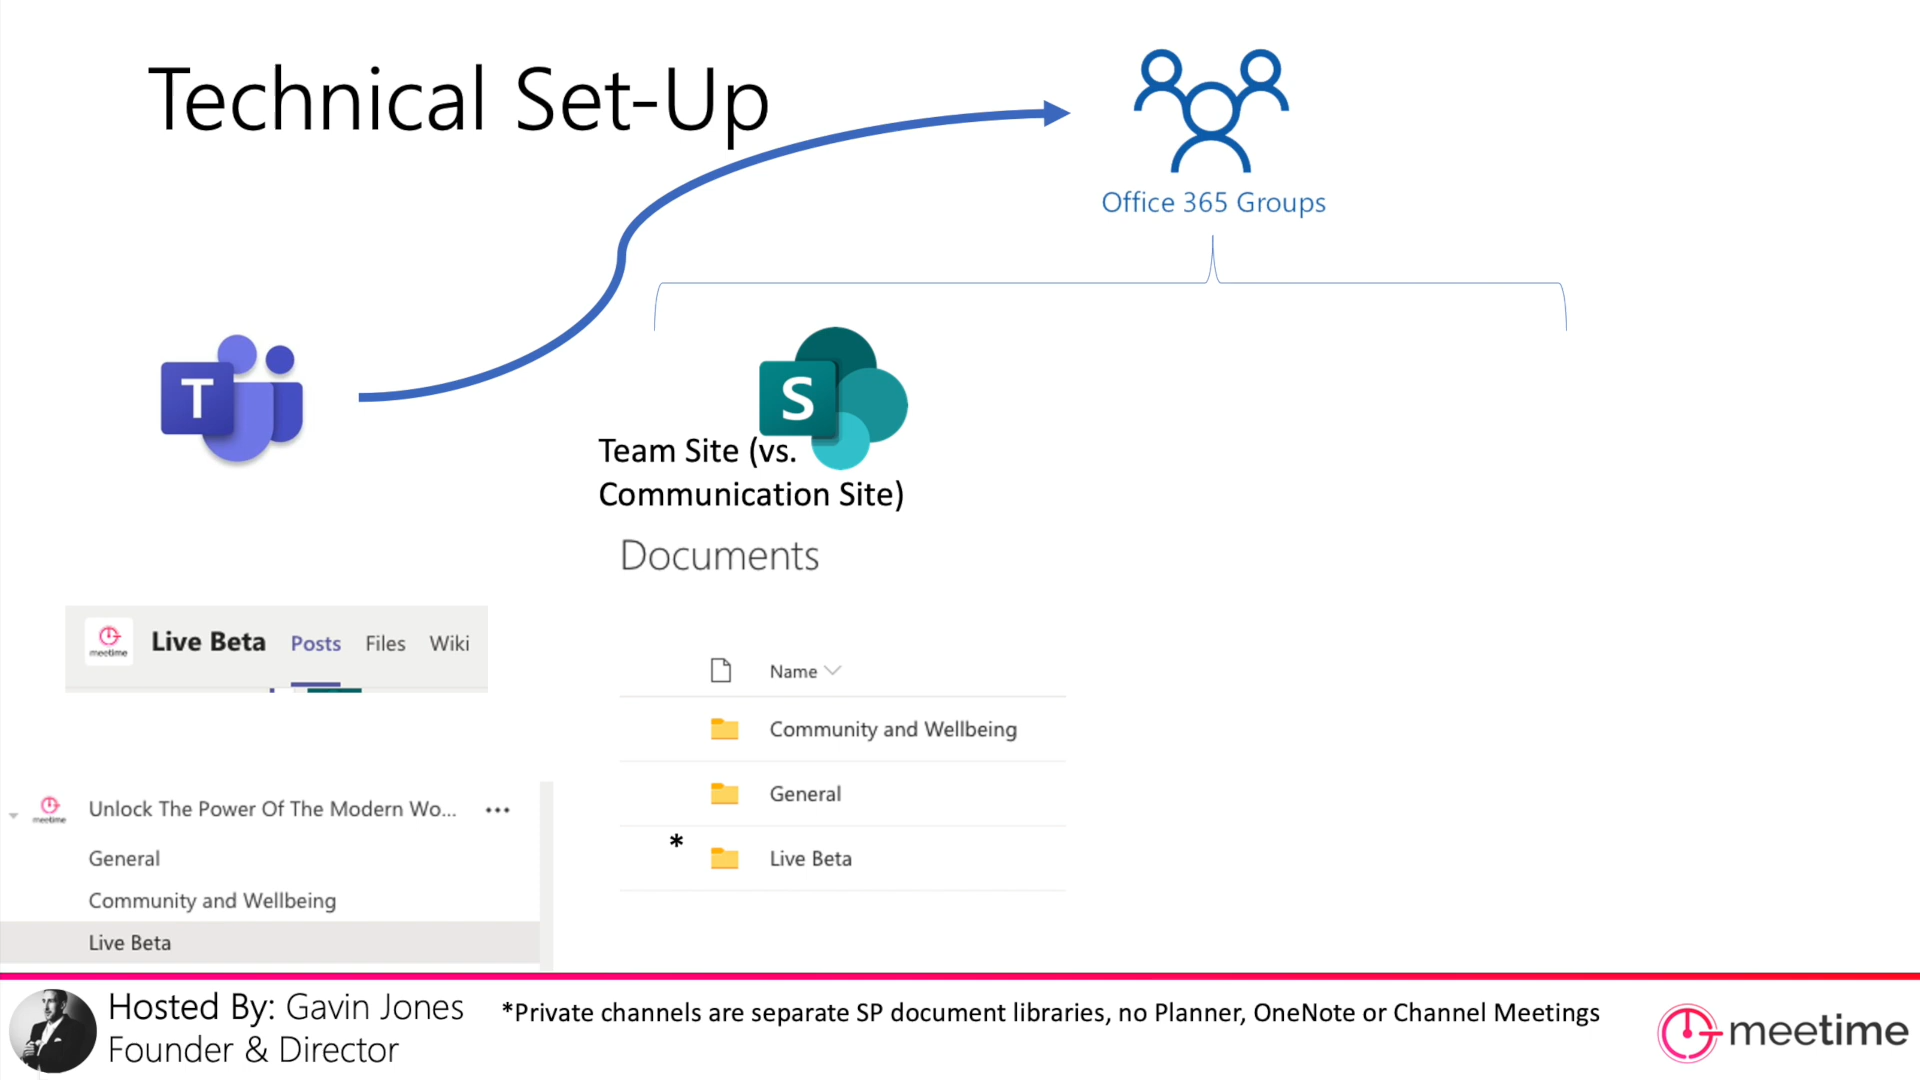 Technical Set-Up
Office 365 Groups
T
S
Team Site (vs.
Communication Site)
Documents
meetime
Live Beta Posts Files Wiki
Name
Community and Wellbeing
General
* Live Beta
meetime
Unlock The Power Of The Modern Wo... •••
General
Community and Wellbeing
Live Beta
Hosted By: Gavin Jones
Founder & Director
*Private channels are separate SP document libraries, no Planner, OneNote or Channel Meetings
meetime